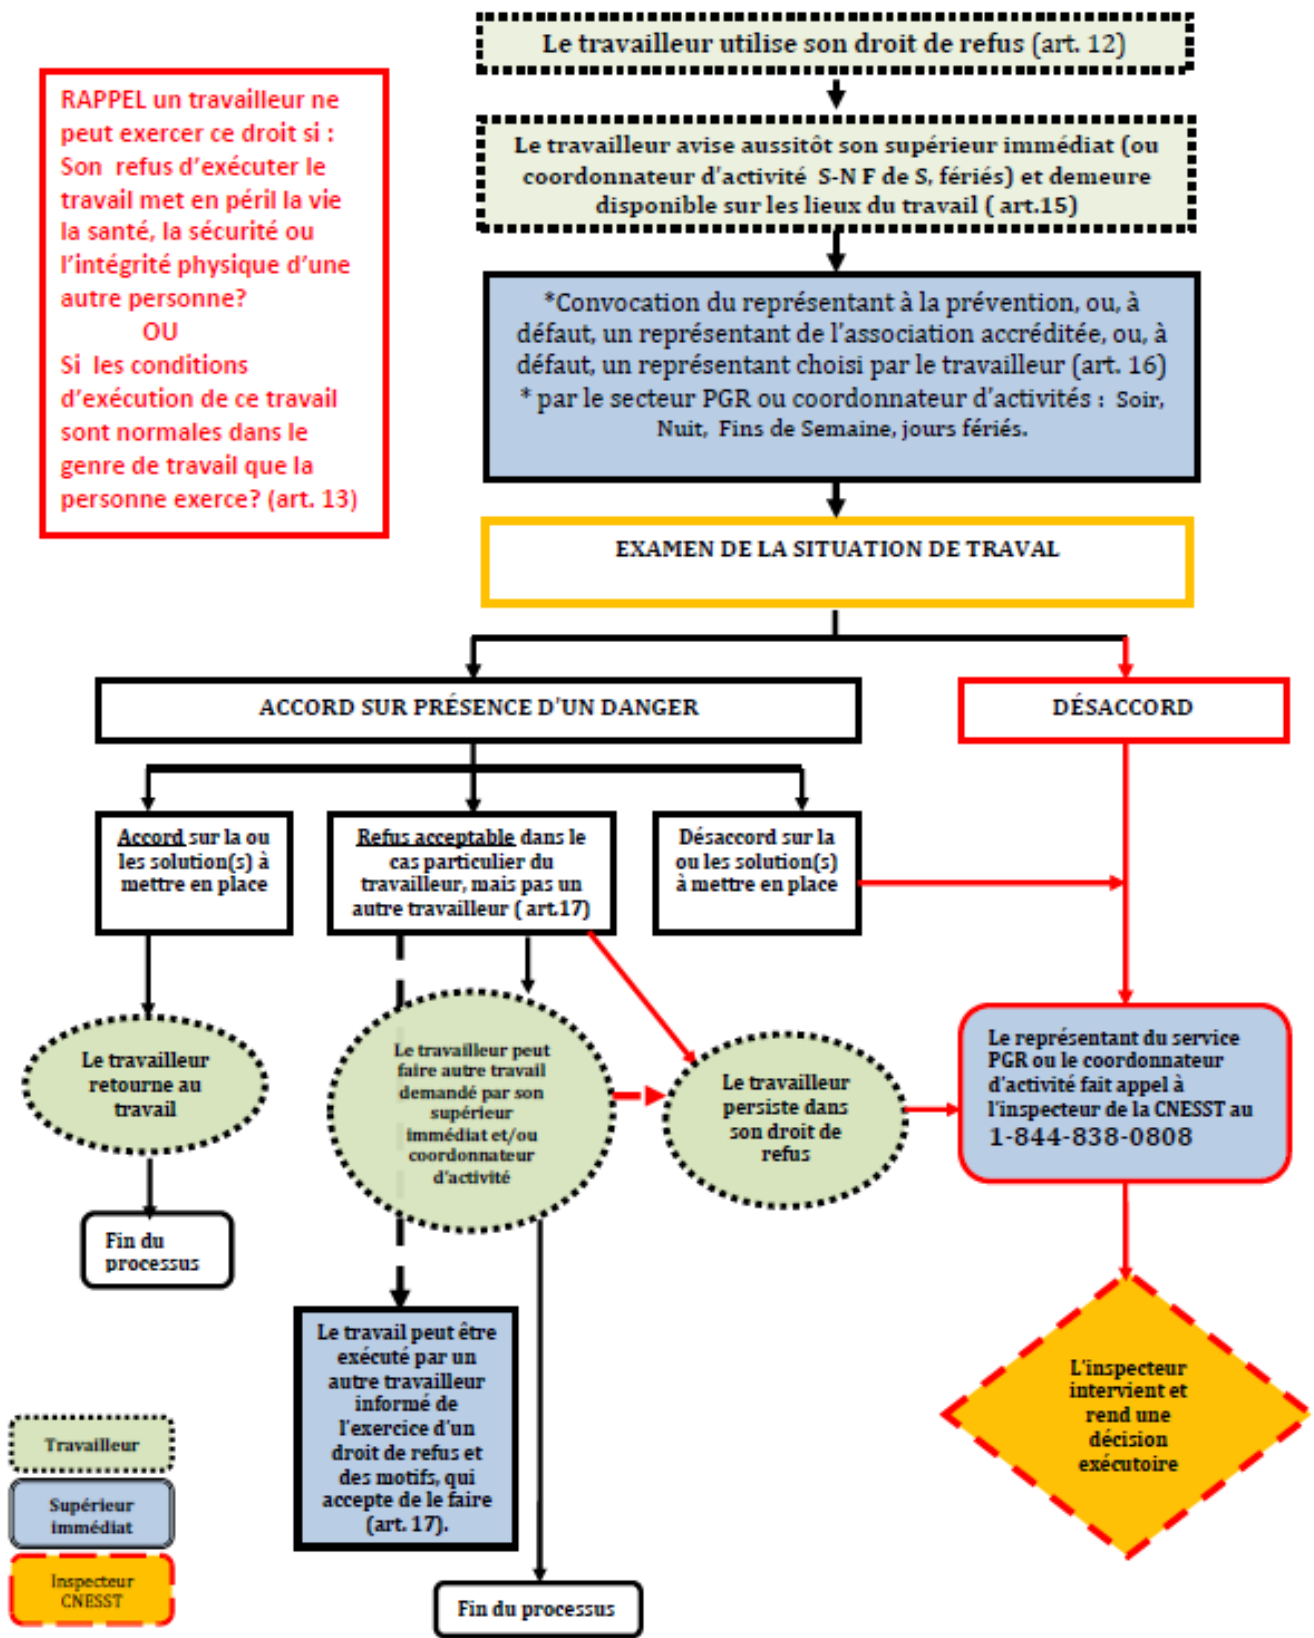 Le travailleur utilise son droit de refus (art. 12)
RAPPEL un travailleur ne
peut exercer ce droit si :
Son refus d'exécuter le
travail met en péril la vie
la santé, la sécurité ou
l'intégrité physique d'une
autre personne?
OU
Si les conditions
d'exécution de ce travail
sont normales dans le
genre de travail que la
personne exerce? (art. 13)
Le travailleur avise aussitôt son supérieur immédiat (ou
coordonnateur d'activité S-N F de S, fériés) et demeure
disponible sur les lieux du travail ( art.15)
*Convocation du représentant à la prévention, ou, à
défaut, un représentant de l'association accréditée, ou, à
défaut, un représentant choisi par le travailleur (art. 16)
* par le secteur PGR ou coordonnateur d'activités : Soir,
Nuit, Fins de Semaine, jours fériés.
EXAMEN DE LA SITUATION DE TRAVAL
ACCORD SUR PRÉSENCE D'UN DANGER
DÉSACCORD
Accord sur la ou
les solution(s) à
mettre en place
Refus acceptable dans le
cas particulier du
travailleur, mais pas un
autre travailleur ( art.17)
Désaccord sur la
ou les solution(s)
à mettre en place
Le travailleur
retourne au
travail
Le travailleur peut
faire autre travail
demandé par son
supérieur
immédiat et/ou
coordonnateur
d'activité
Le travailleur
persiste dans
son droit de
refus
Le représentant du service
PGR ou le coordonnateur
d'activité fait appel à
l'inspecteur de la CNESST au
1-844-838-0808
Fin du
processus
Le travail peut être
exécuté par un
autre travailleur
informé de
l'exercice d'un
droit de refus et
des motifs, qui
accepte de le faire
(art. 17).
L'inspecteur
intervient et
rend une
décision
exécutoire
Fin du processus
Travailleur
Supérieur
immédiat
Inspecteur
CNESST